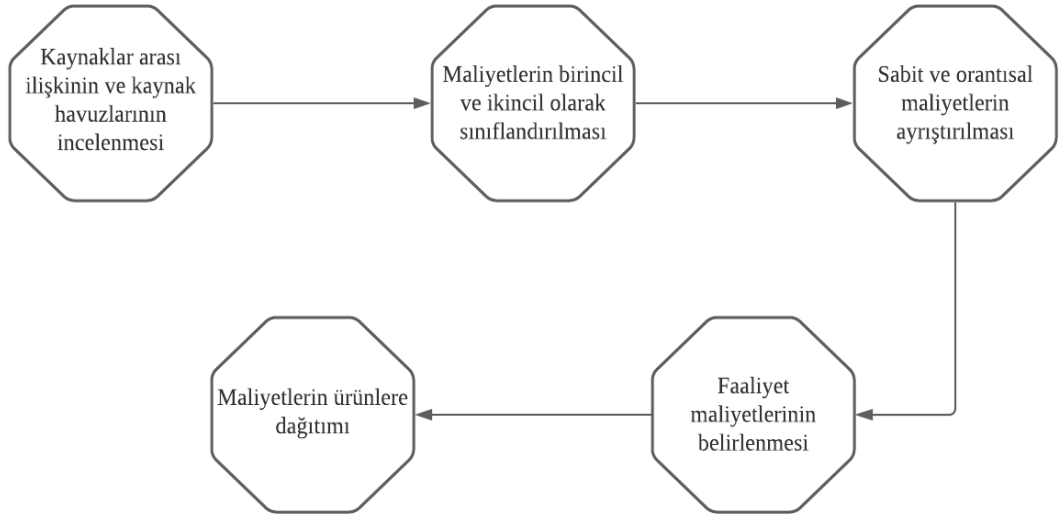 Kaynaklar arası
ilişkinin ve kaynak
havuzlarının
incelenmesi
Maliyetlerin birincil
ve ikincil olarak
sınıflandırılması
Sabit ve orantısal
maliyetlerin
ayrıştırılması
Faaliyet
maliyetlerinin
belirlenmesi
Maliyetlerin ürünlere
dağıtımı